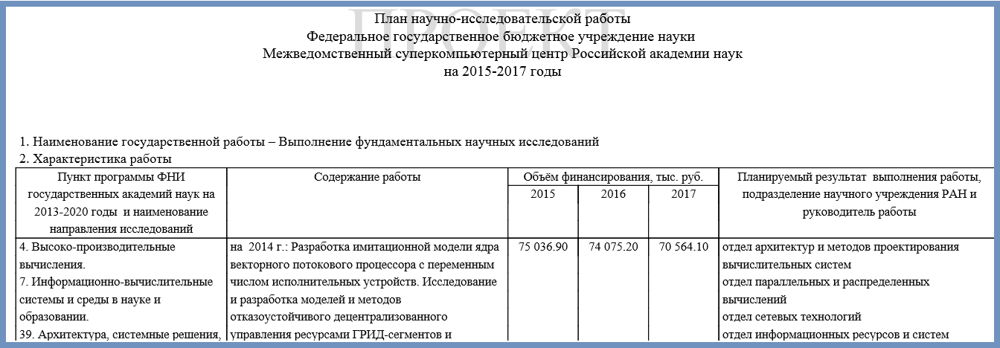 ПРОЕКТ
План научно-исследовательской работы
Федеральное государственное бюджетное учреждение науки
Межведомственный суперкомпьютерный центр Российской академии наук
на 2015-2017 годы
1. Наименование государственной работы – Выполнение фундаментальных научных исследований
2. Характеристика работы
Пункт программы ФНИ
государственных академий наук на
2013-2020 годы и наименование
направления исследований
Содержание работы
Объём финансирования, тыс. руб.
2015
2016
2017
Планируемый результат выполнения работы,
подразделение научного учреждения РАН и
руководитель работы
4. Высоко-производительные
вычисления.
7. Информационно-вычислительные
системы и среды в науке и
образовании.
39. Архитектура, системные решения,
на 2014 г.: Разработка имитационной модели ядра
векторного потокового процессора с переменным
числом исполнительных устройств. Исследование
и разработка моделей и методов
отказоустойчивого децентрализованного
управления ресурсами ГРИД-сегментов и
75 036.90
74 075.20
70 564.10
отдел архитектур и методов проектирования
вычислительных систем
отдел параллельных и распределенных
вычислений
отдел сетевых технологий
отдел информационных ресурсов и систем